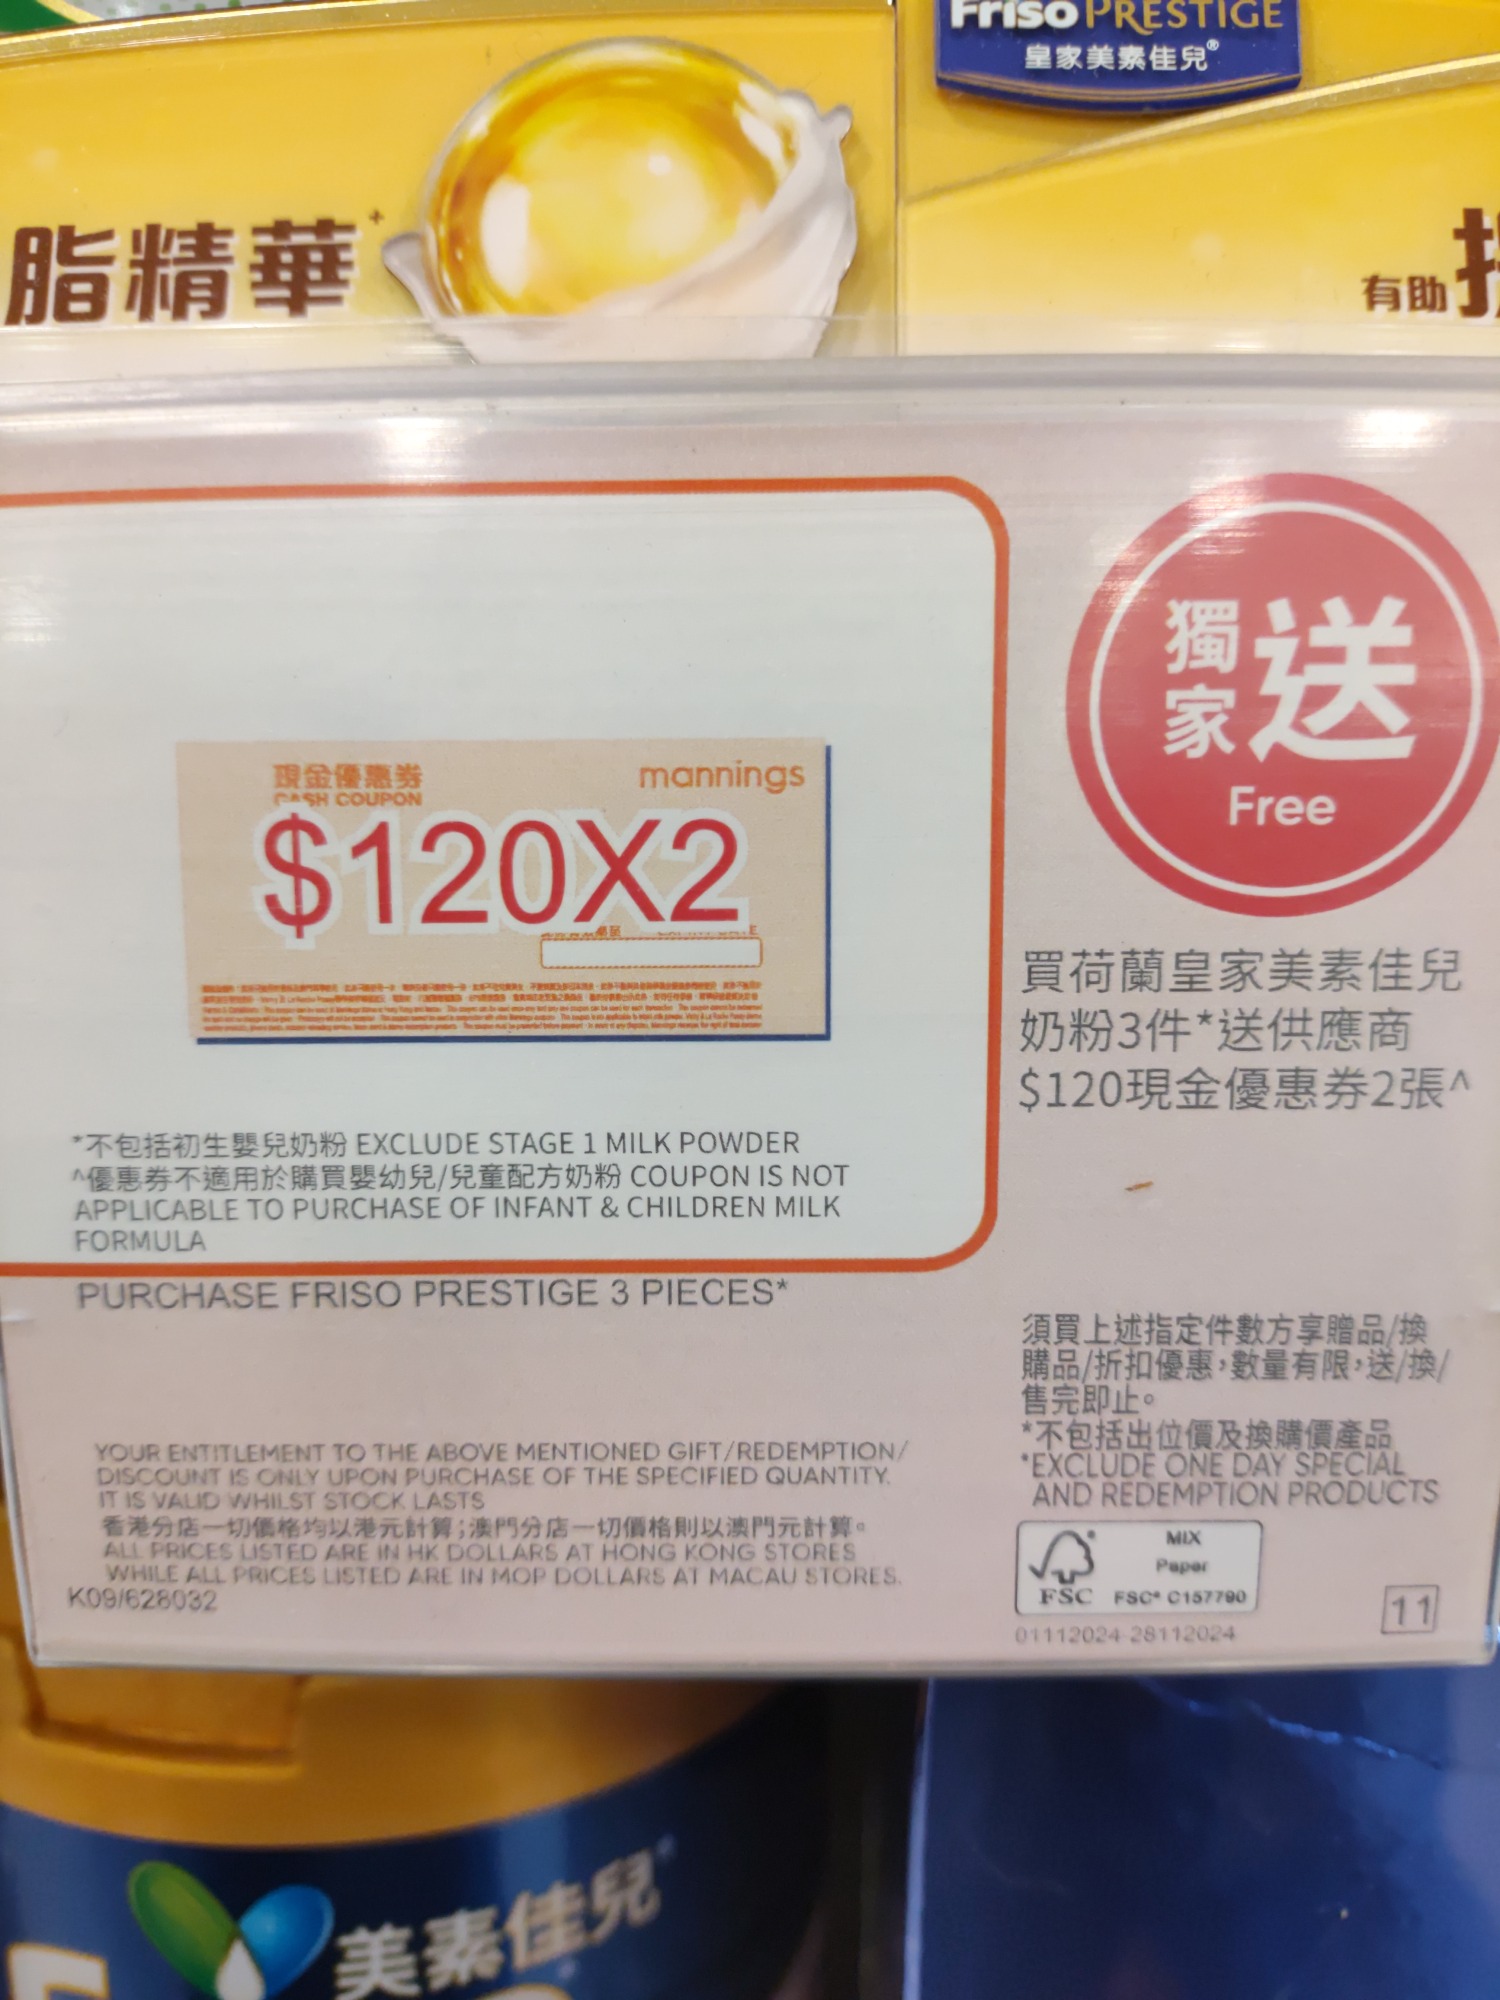 Friso PRESTIGE
皇家美素佳兒®
脂精華+
有助
現金優惠券
CASH COUPON
mannings
$120X2
獨家送
Free
買荷蘭皇家美素佳兒
奶粉3件*送供應商
$120現金優惠券2張^
*不包括初生嬰兒奶粉 EXCLUDE STAGE 1 MILK POWDER
^優惠券不適用於購買嬰幼兒/兒童配方奶粉 COUPON IS NOT
APPLICABLE TO PURCHASE OF INFANT & CHILDREN MILK
FORMULA
PURCHASE FRISO PRESTIGE 3 PIECES*
須買上述指定件數方享贈品/換
購品/折扣優惠,數量有限,送/換/
售完即止。
*不包括出位價及換購價產品
*EXCLUDE ONE DAY SPECIAL
AND REDEMPTION PRODUCTS
YOUR ENTITLEMENT TO THE ABOVE MENTIONED GIFT/REDEMPTION/
DISCOUNT IS ONLY UPON PURCHASE OF THE SPECIFIED QUANTITY.
IT IS VALID WHILST STOCK LASTS
香港分店一切價格均以港元計算;澳門分店一切價格則以澳門元計算。
ALL PRICES LISTED ARE IN HK DOLLARS AT HONG KONG STORES
WHILE ALL PRICES LISTED ARE IN MOP DOLLARS AT MACAU STORES.
K09/628032
MIX
Paper
FSC FSC® C157790
11
01112024-28112024
美素佳兒